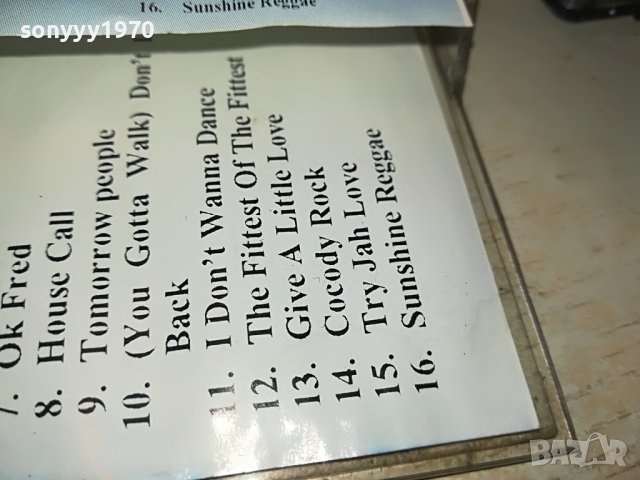 16. Sunshine Reggae
sonyyy1970
7. Ok Fred
8. House Call
9. Tomorrow people
10. (You Gotta Walk) Don't
Back
11. I Don't Wanna Dance
12. The Fittest Of The Fittest
13. Give A Little Love
14. Cocody Rock
15. Try Jah Love
16. Sunshine Reggae
BAZAR